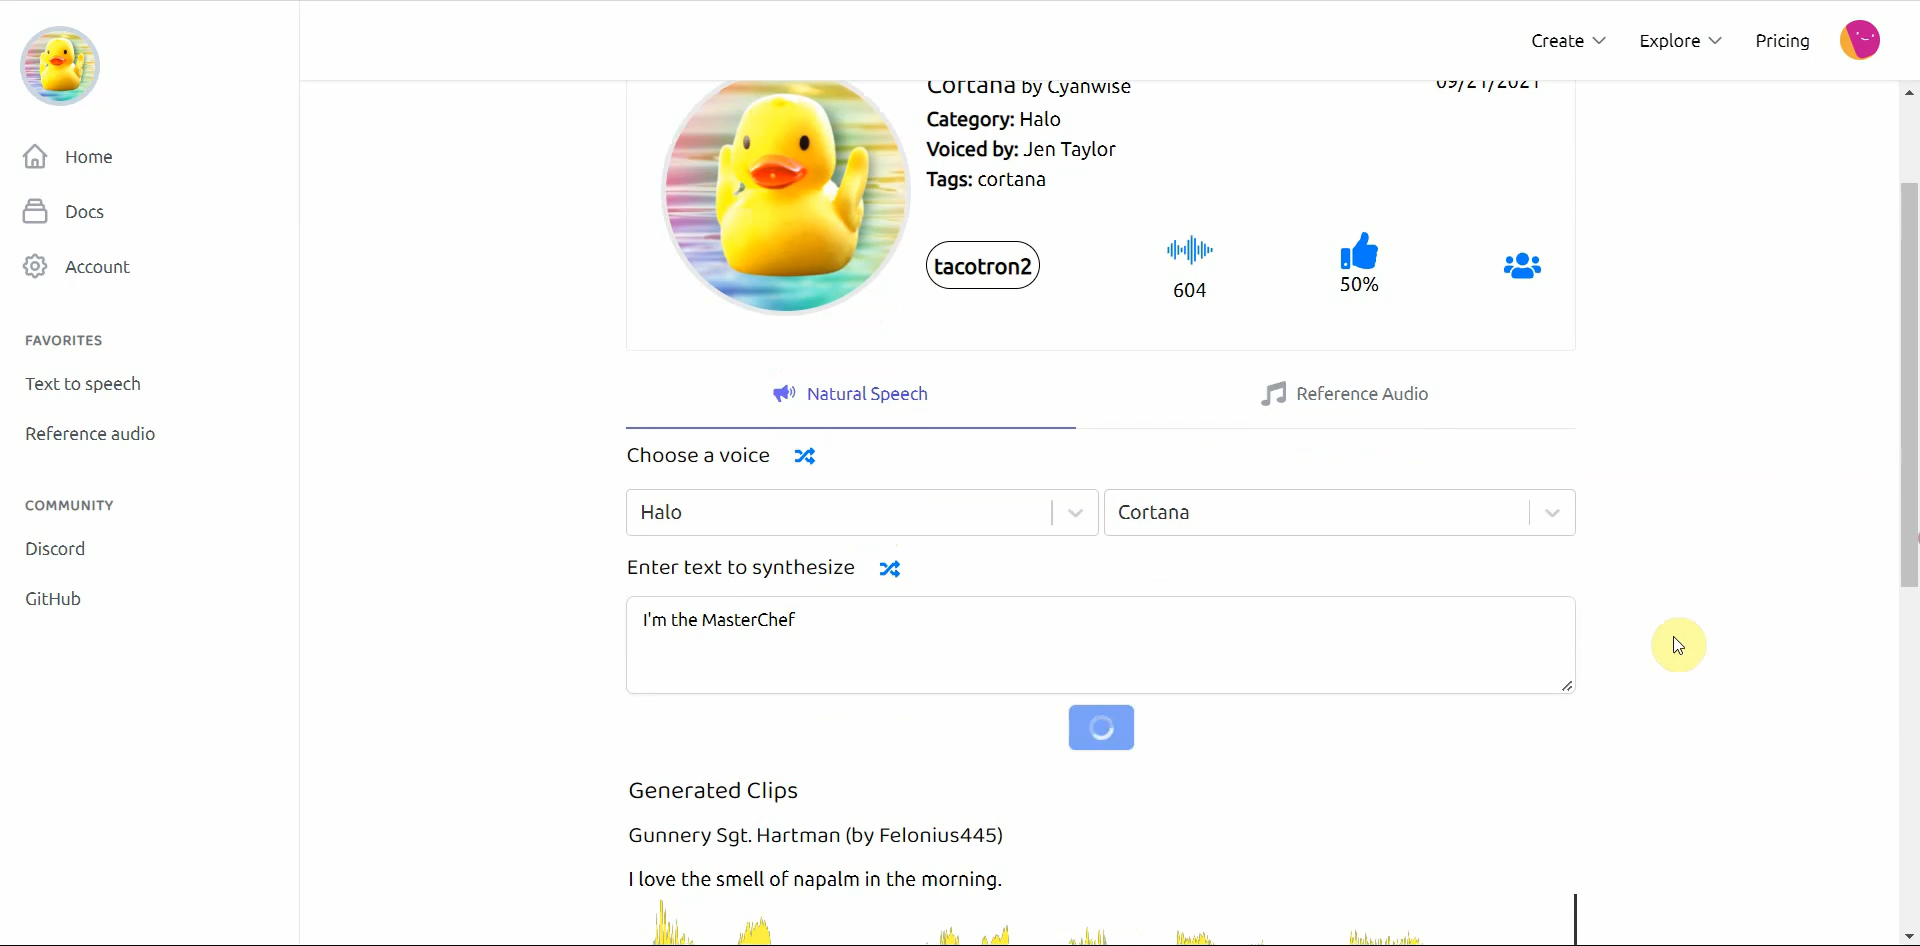 Create
Explore
Pricing
Home
Docs
Account
FAVORITES
Text to speech
Reference audio
COMMUNITY
Discord
GitHub
Cortana by Cyanwise
09/21/2021
Category: Halo
Voiced by: Jen Taylor
Tags: cortana
tacotron2
604
50%
Natural Speech
Reference Audio
Choose a voice
Halo
Cortana
Enter text to synthesize
I'm the MasterChef
Generated Clips
Gunnery Sgt. Hartman (by Felonius445)
I love the smell of napalm in the morning.